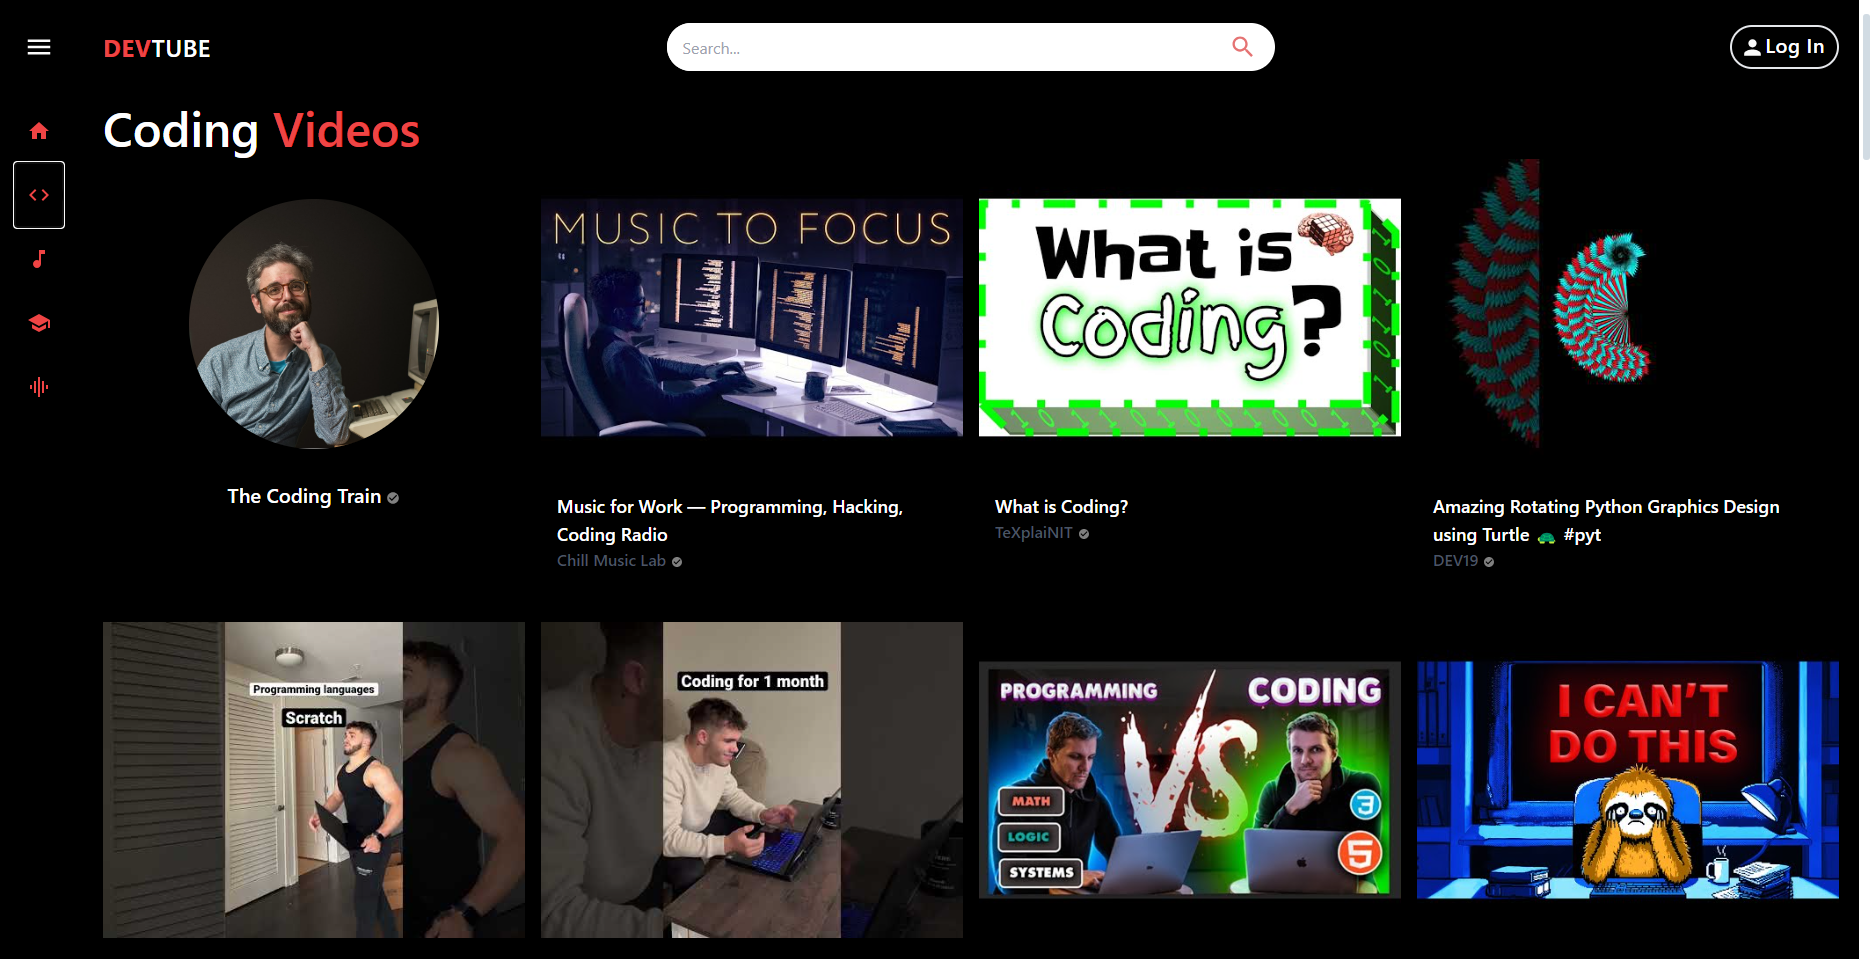 DEVTUBE
Search...
Log In
Coding Videos
MUSIC TO FOCUS
What is
Coding?
The Coding Train
Music for Work — Programming, Hacking,
Coding Radio
Chill Music Lab
What is Coding?
TeXplaiNIT
Amazing Rotating Python Graphics Design
using Turtle 🐢 #pyt
DEV19
Programming languages
Scratch
Coding for 1 month
PROGRAMMING
VS
CODING
MATH
LOGIC
SYSTEMS
3
5
I CAN'T
DO THIS